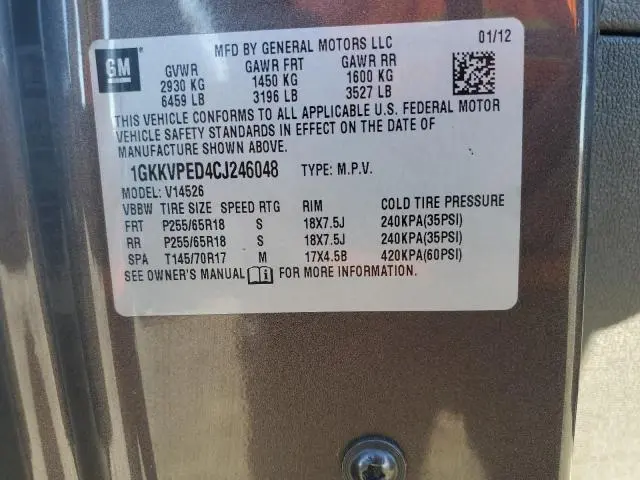 GM
MFD BY GENERAL MOTORS LLC 01/12
GVWR GAWR FRT GAWR RR
2930 KG 1450 KG 1600 KG
6459 LB 3196 LB 3527 LB
THIS VEHICLE CONFORMS TO ALL APPLICABLE U.S. FEDERAL MOTOR
VEHICLE SAFETY STANDARDS IN EFFECT ON THE DATE OF
MANUFACTURE SHOWN ABOVE.
1GKKVPED4CJ246048 TYPE: M.P.V.
MODEL: V14526
VBBW TIRE SIZE SPEED RTG RIM COLD TIRE PRESSURE
FRT P255/65R18 S 18X7.5J 240KPA(35PSI)
RR P255/65R18 S 18X7.5J 240KPA(35PSI)
SPA T145/70R17 M 17X4.5B 420KPA(60PSI)
SEE OWNER'S MANUAL FOR MORE INFORMATION.